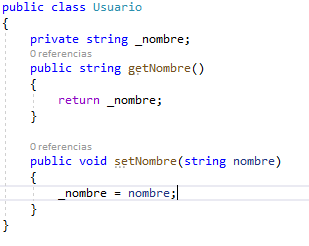 public class Usuario
{
private string _nombre;
0 referencias
public string getNombre()
{
return _nombre;
}
0 referencias
public void setNombre(string nombre)
{
_nombre = nombre;
}
}